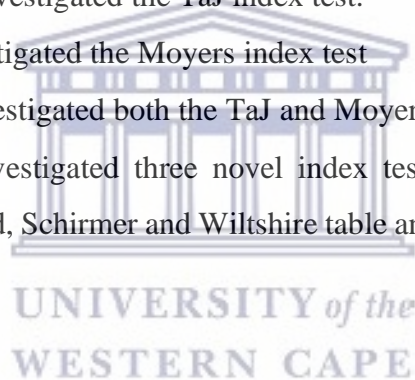 vestigated the TaJ index test.
tigated the Moyers index test
estigated both the TaJ and Moyer
vestigated three novel index tes
d, Schirmer and Wiltshire table ar
UNIVERSITY of the
WESTERN CAPE